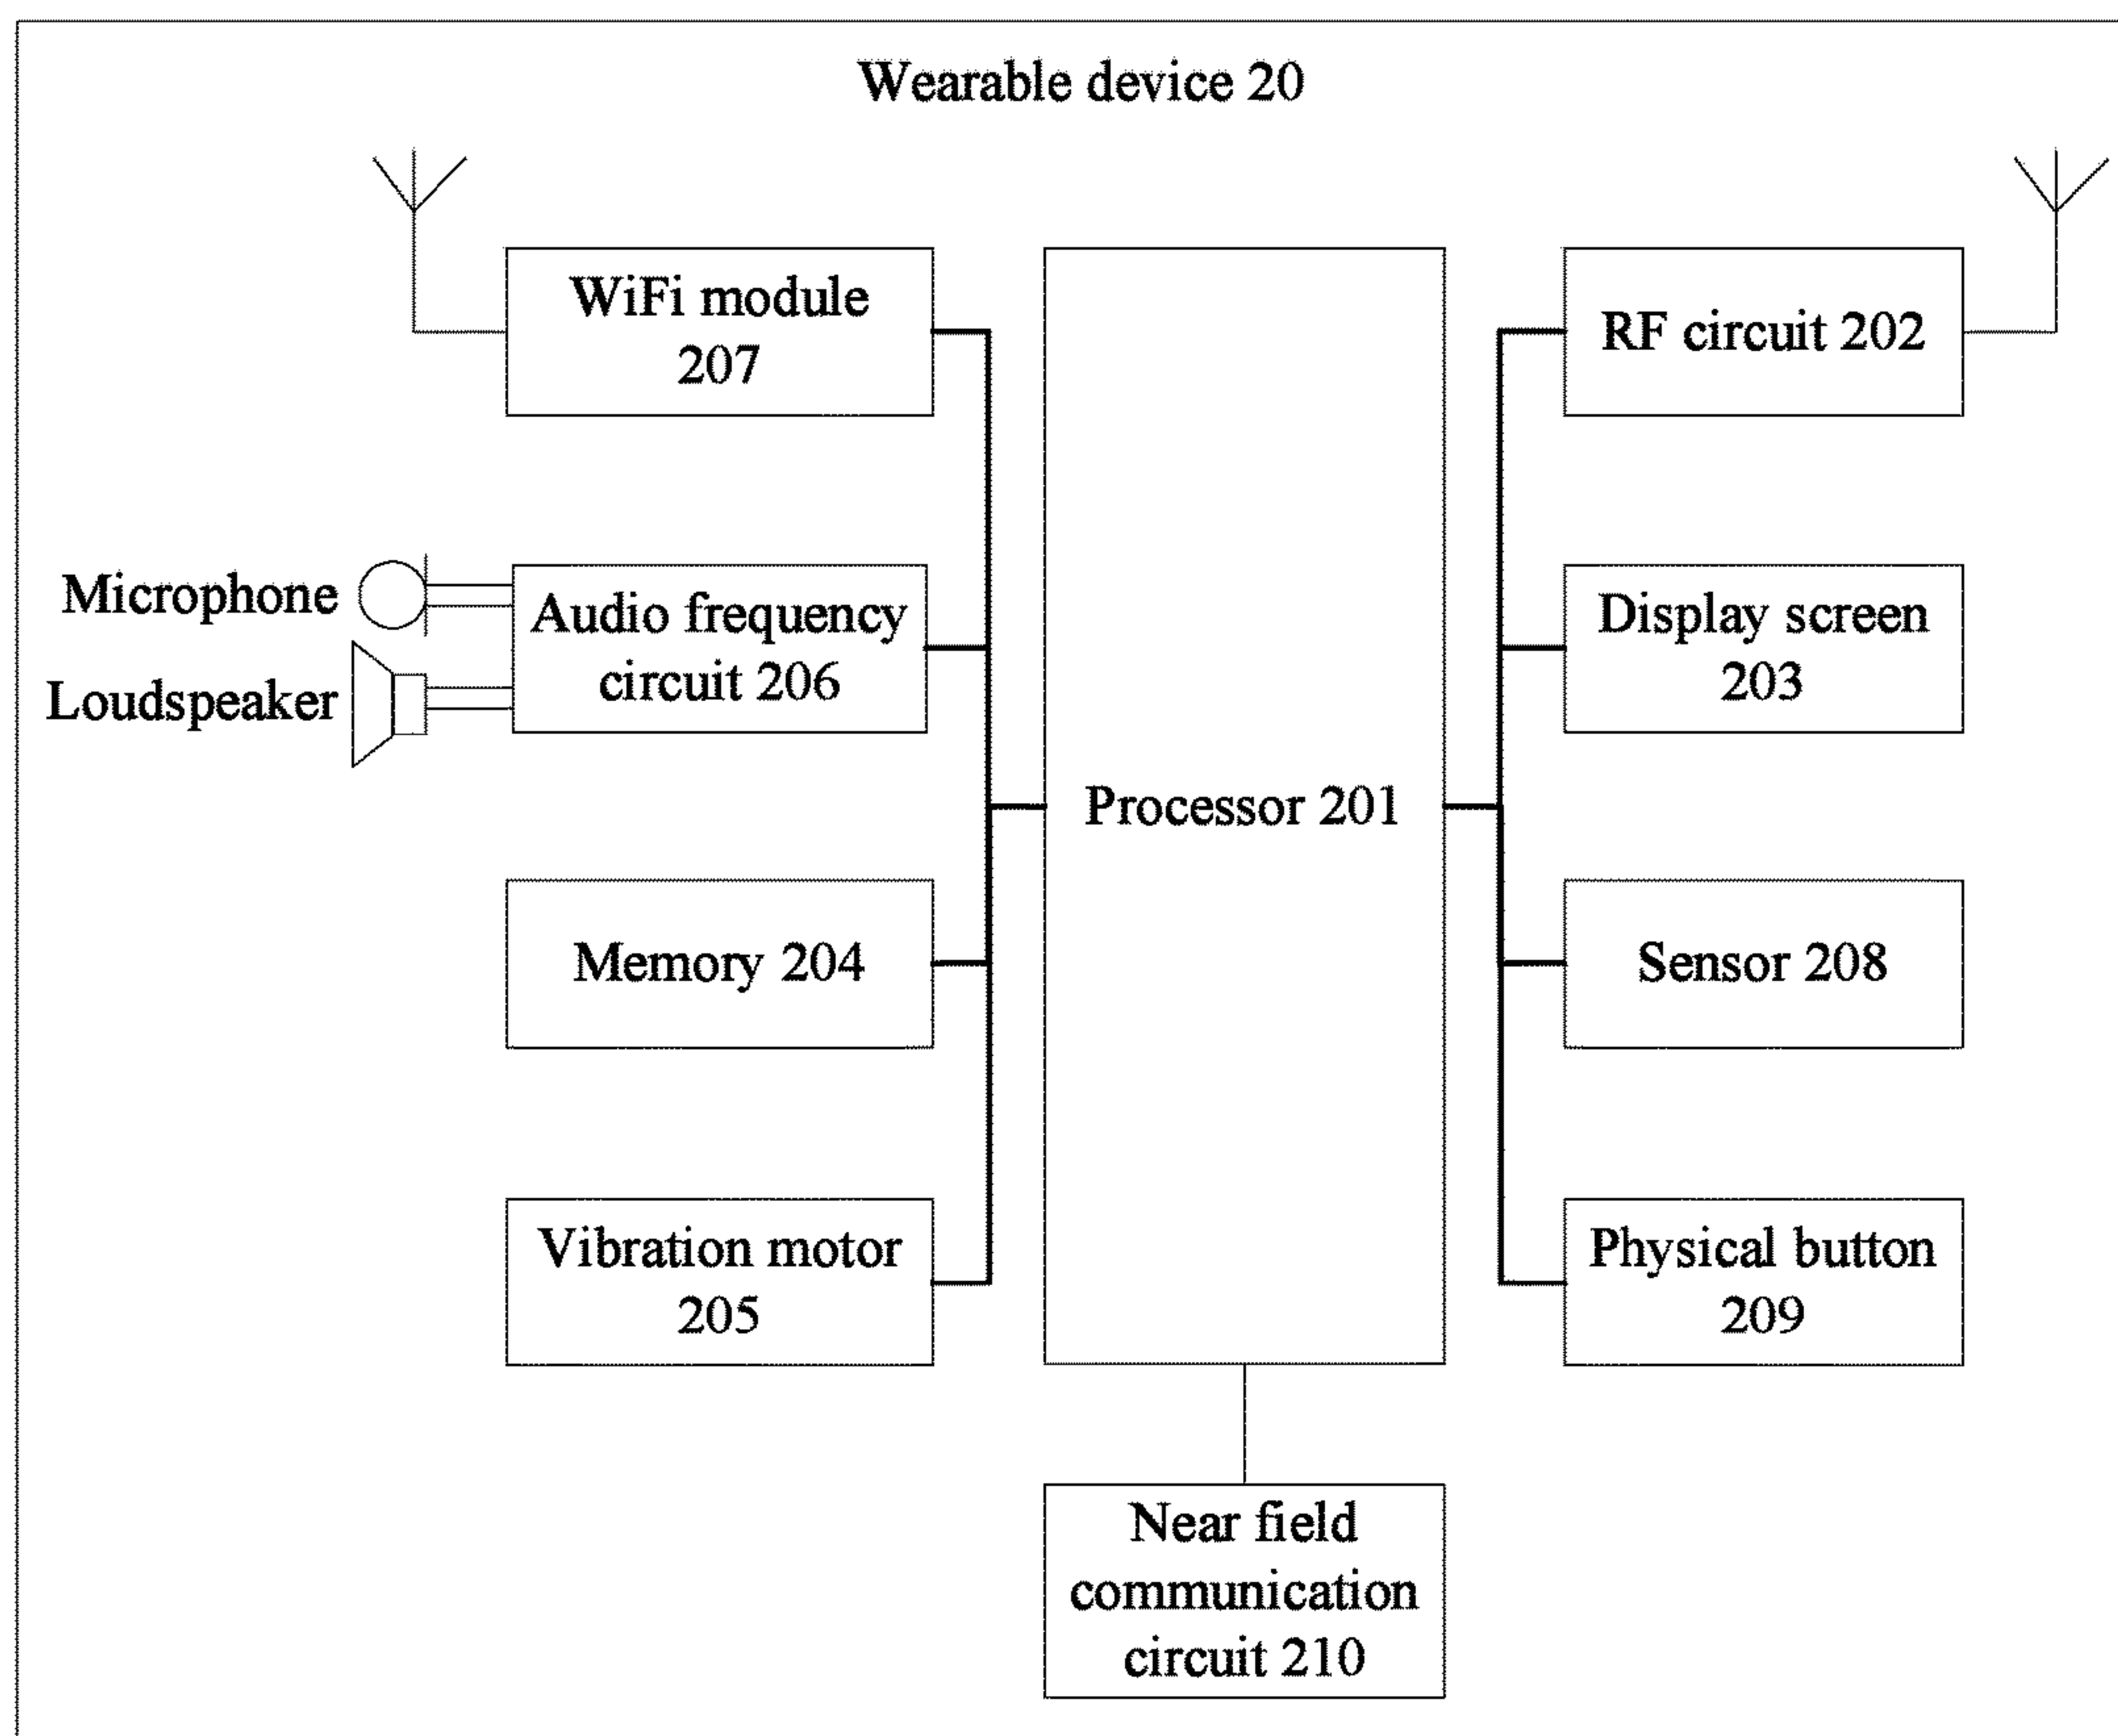 Wearable device 20
WiFi module
207
RF circuit 202
Microphone
Loudspeaker
Audio frequency
circuit 206
Display screen
203
Processor 201
Memory 204
Sensor 208
Vibration motor
205
Physical button
209
Near field
communication
circuit 210